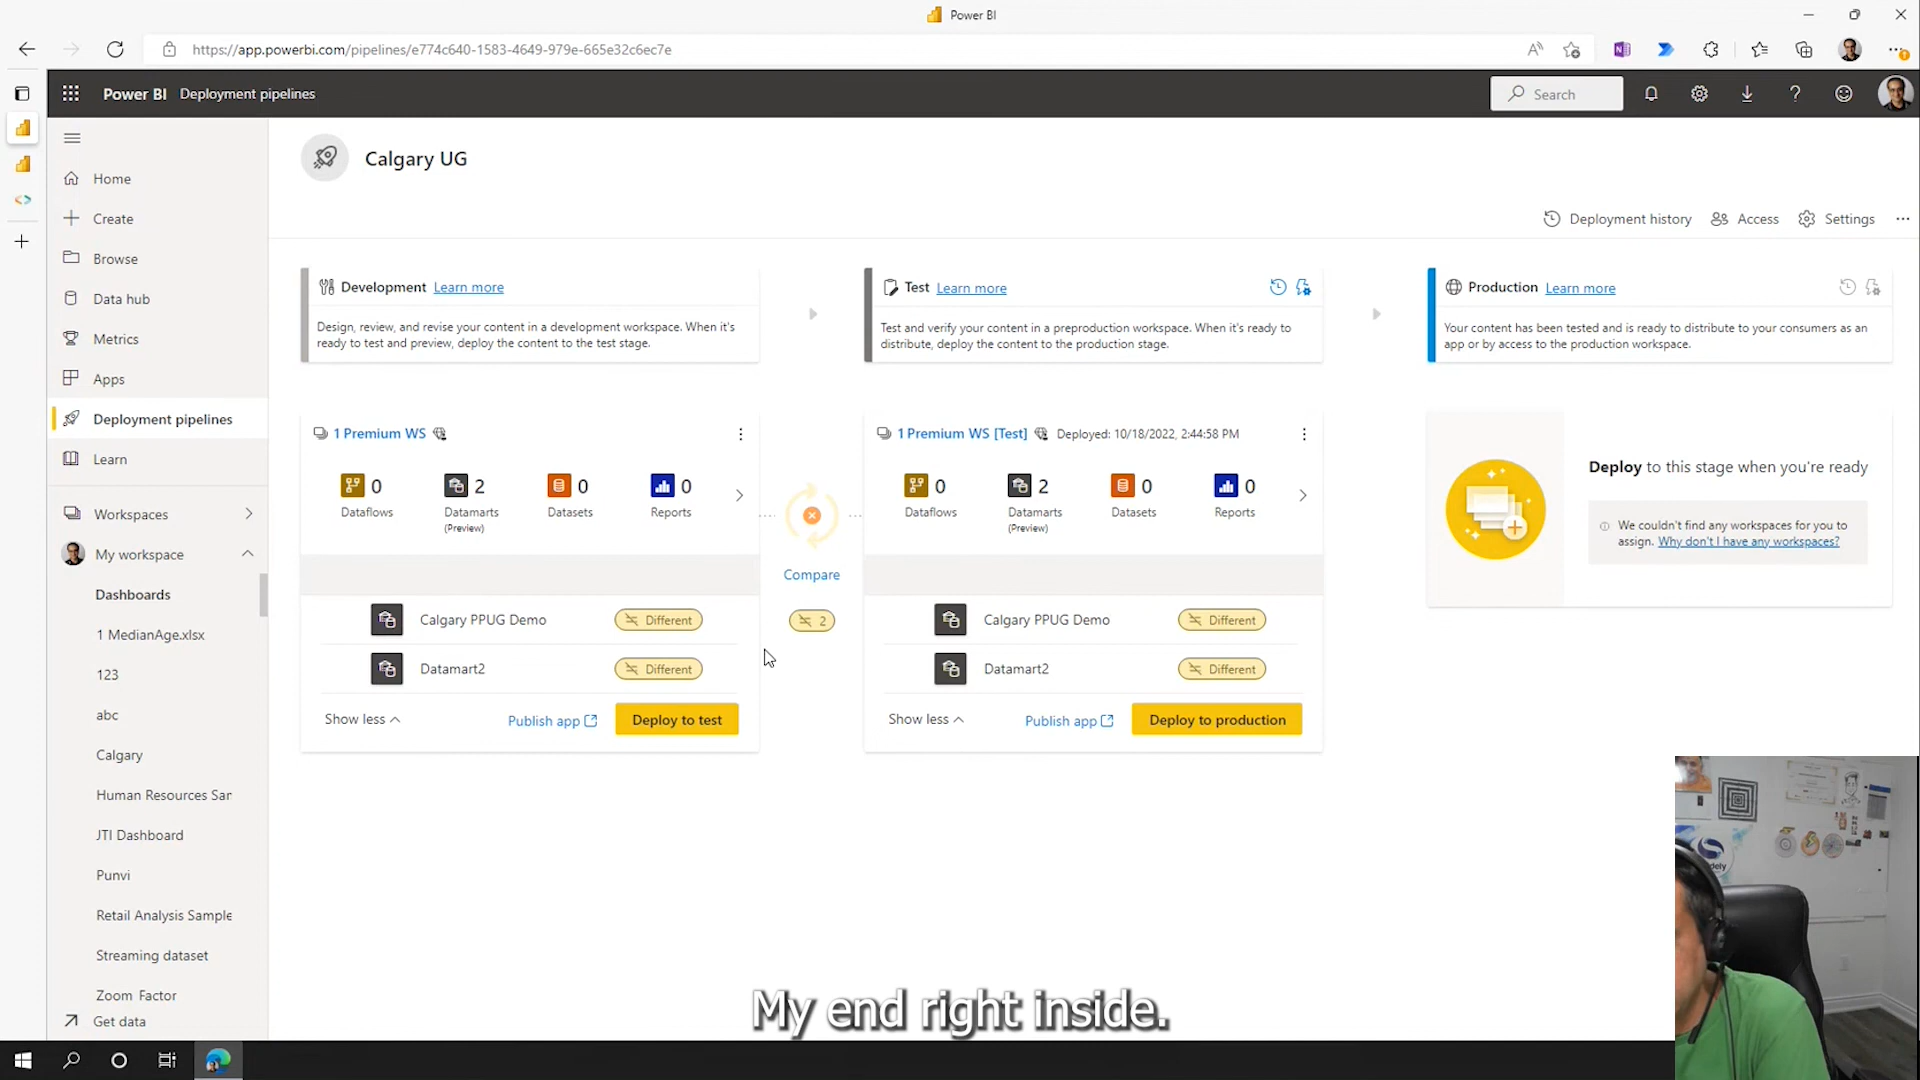 Power BI
https://app.powerbi.com/pipelines/e774c640-1583-4649-979e-665e32c6ec7e
Power BI Deployment pipelines
Search
Home
Create
Browse
Data hub
Metrics
Apps
Deployment pipelines
Learn
Workspaces
My workspace
Dashboards
1 MedianAge.xlsx
123
abc
Calgary
Human Resources Sar
JTI Dashboard
Punvi
Retail Analysis Sample
Streaming dataset
Zoom Factor
Get data
Calgary UG
Deployment history Access Settings
Development Learn more
Design, review, and revise your content in a development workspace. When it's
ready to test and preview, deploy the content to the test stage.
Test Learn more
Test and verify your content in a preproduction workspace. When it's ready to
distribute, deploy the content to the production stage.
Production Learn more
Your content has been tested and is ready to distribute to your consumers as an
app or by access to the production workspace.
1 Premium WS
0 2 0 0
Dataflows Datamarts Datasets Reports
(Preview)
Calgary PPUG Demo Different
Datamart2 Different
Show less Publish app Deploy to test
Compare
2
1 Premium WS [Test] Deployed: 10/18/2022, 2:44:58 PM
0 2 0 0
Dataflows Datamarts Datasets Reports
(Preview)
Calgary PPUG Demo Different
Datamart2 Different
Show less Publish app Deploy to production
Deploy to this stage when you're ready
We couldn't find any workspaces for you to
assign. Why don't I have any workspaces?
My end right inside.